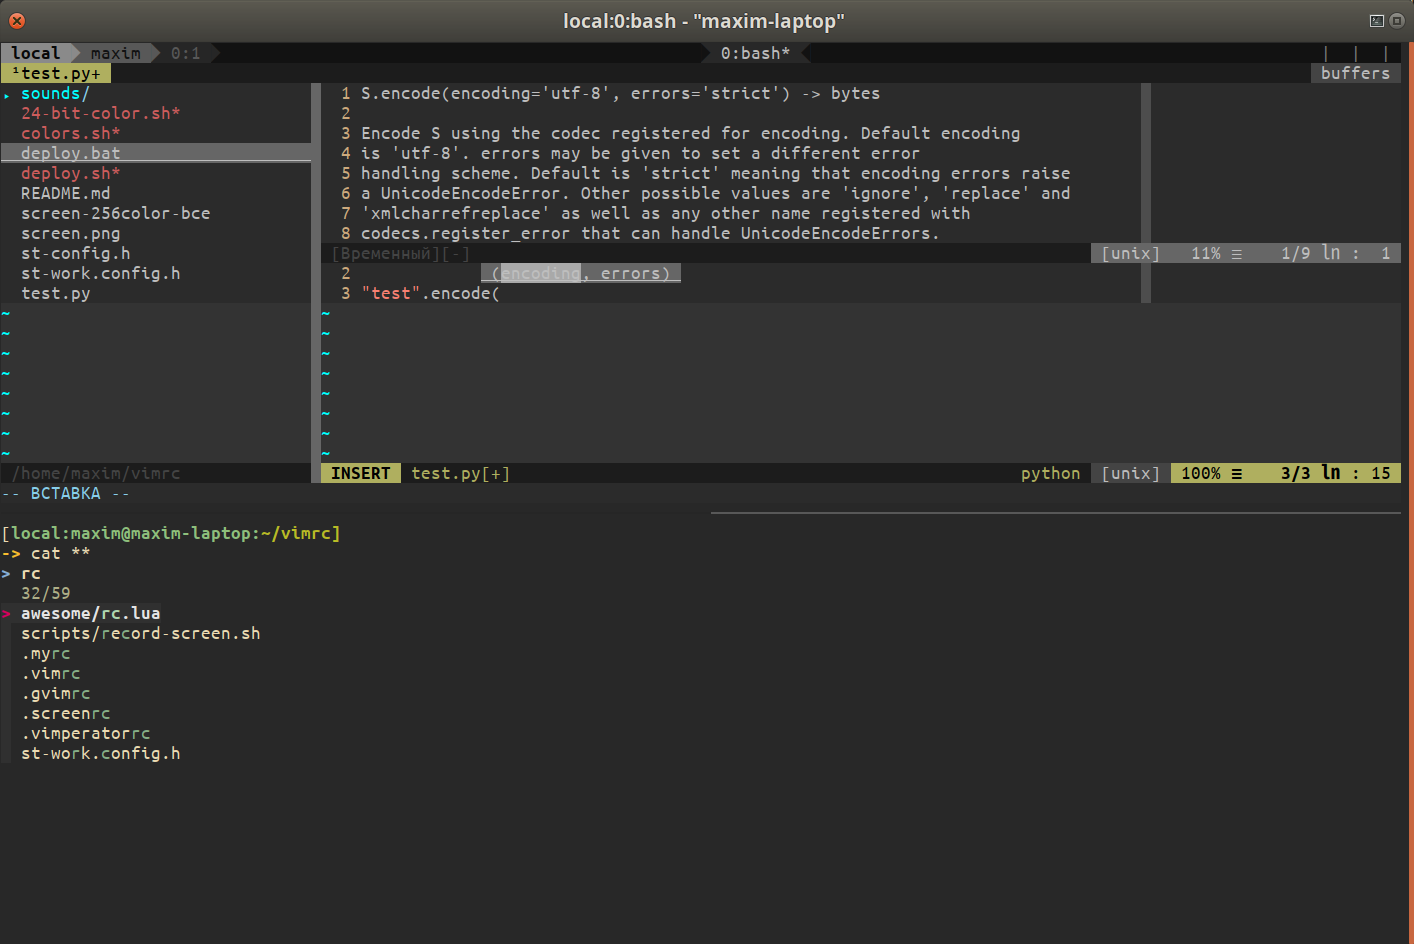 local:0:bash - "maxim-laptop"
local maxim 0:1 0:bash* | | |
¹test.py+ buffers
▸ sounds/
24-bit-color.sh*
colors.sh*
deploy.bat
deploy.sh*
README.md
screen-256color-bce
screen.png
st-config.h
st-work.config.h
test.py
~
~
~
~
~
~
~
~
/home/maxim/vimrc
1 S.encode(encoding='utf-8', errors='strict') -> bytes
2
3 Encode S using the codec registered for encoding. Default encoding
4 is 'utf-8'. errors may be given to set a different error
5 handling scheme. Default is 'strict' meaning that encoding errors raise
6 a UnicodeEncodeError. Other possible values are 'ignore', 'replace' and
7 'xmlcharrefreplace' as well as any other name registered with
8 codecs.register_error that can handle UnicodeEncodeErrors.
[Временный][-] [unix] 11% ☰ 1/9 ln : 1
2 (encoding, errors)
3 "test".encode(
~
~
~
~
~
~
~
~
INSERT test.py[+] python [unix] 100% ☰ 3/3 ln : 15
-- ВСТАВКА --
[local:maxim@maxim-laptop:~/vimrc]
-> cat **
> rc
32/59
> awesome/rc.lua
scripts/record-screen.sh
.myrc
.vimrc
.gvimrc
.screenrc
.vimperatorrc
st-work.config.h